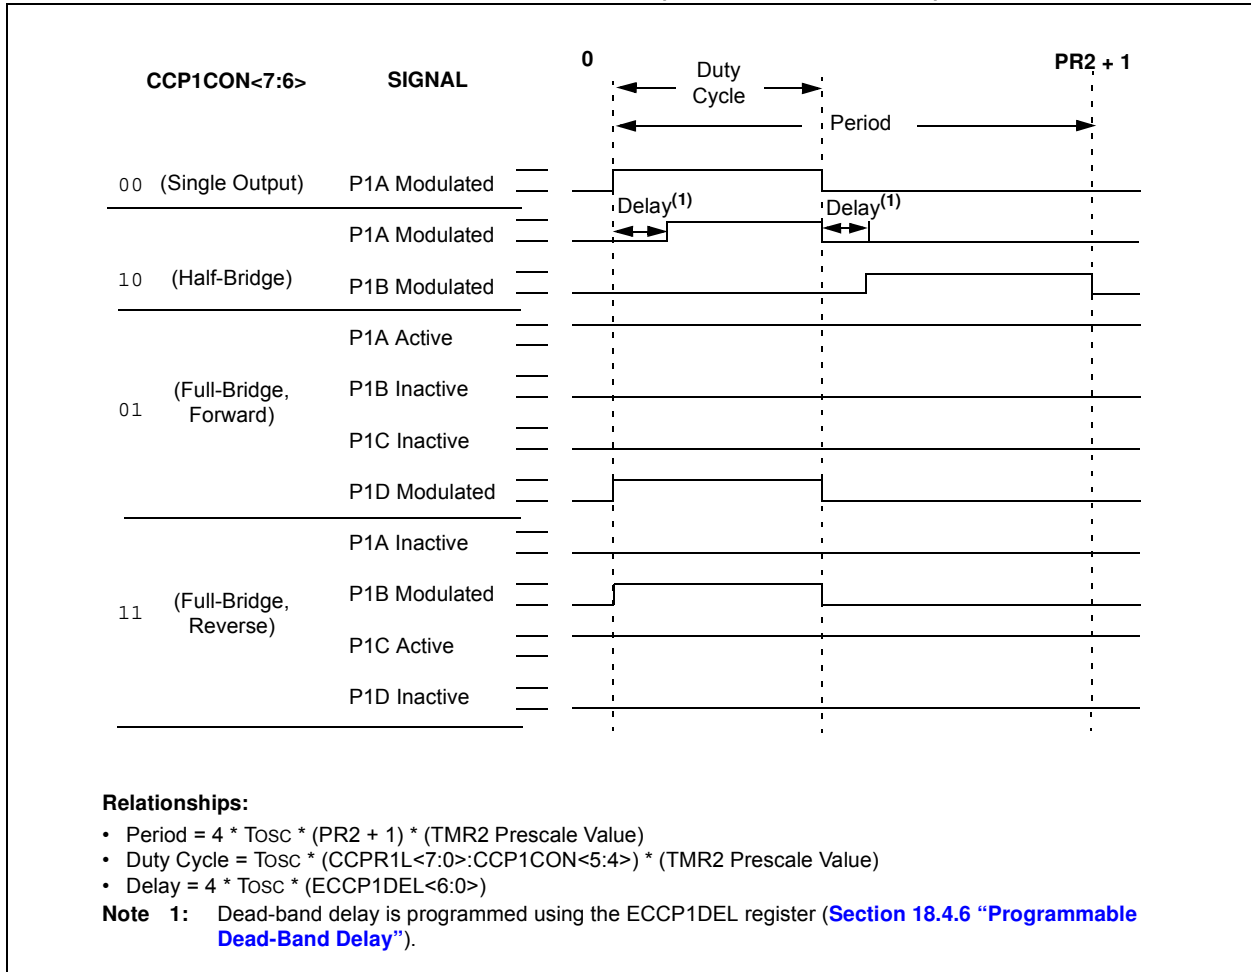 CCP1CON<7:6>
SIGNAL
0
Duty
Cycle
PR2 + 1
Period
00 (Single Output) P1A Modulated
Delay(1) Delay(1)
P1A Modulated
10 (Half-Bridge) P1B Modulated
P1A Active
(Full-Bridge, P1B Inactive
01 Forward)
P1C Inactive
P1D Modulated
P1A Inactive
(Full-Bridge, P1B Modulated
11 Reverse)
P1C Active
P1D Inactive
Relationships:
• Period = 4 * TOSC * (PR2 + 1) * (TMR2 Prescale Value)
• Duty Cycle = TOSC * (CCPR1L<7:0>:CCP1CON<5:4>) * (TMR2 Prescale Value)
• Delay = 4 * TOSC * (ECCP1DEL<6:0>)
Note 1: Dead-band delay is programmed using the ECCP1DEL register (Section 18.4.6 “Programmable
Dead-Band Delay”).